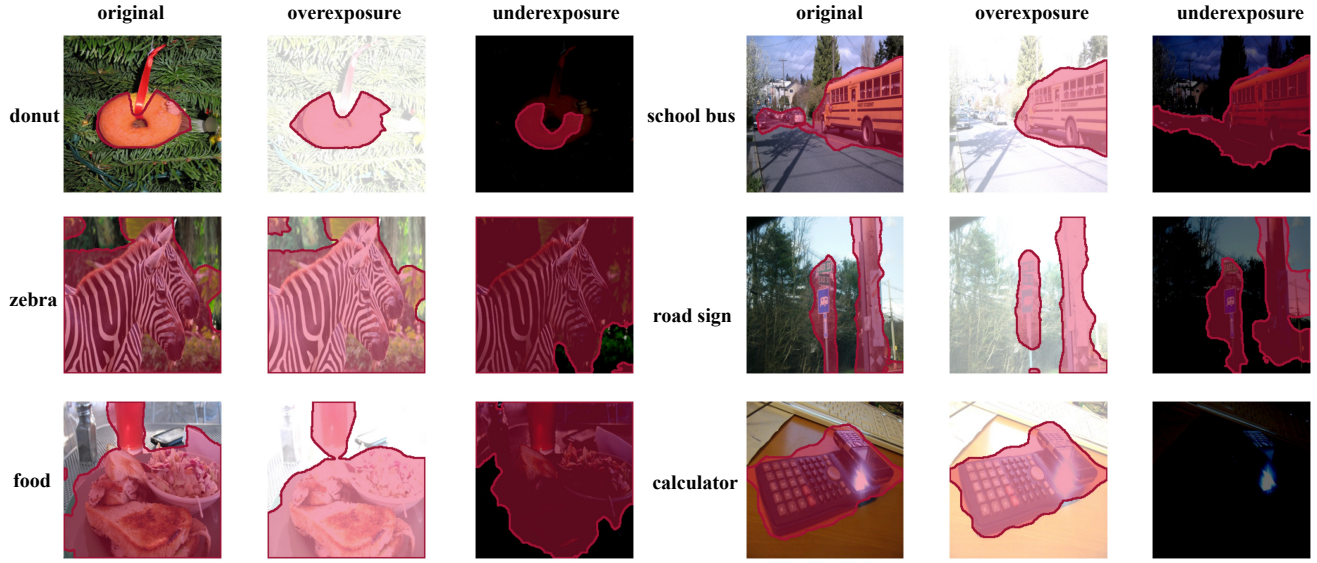 original overexposure underexposure original overexposure underexposure
donut school bus
zebra road sign
food calculator